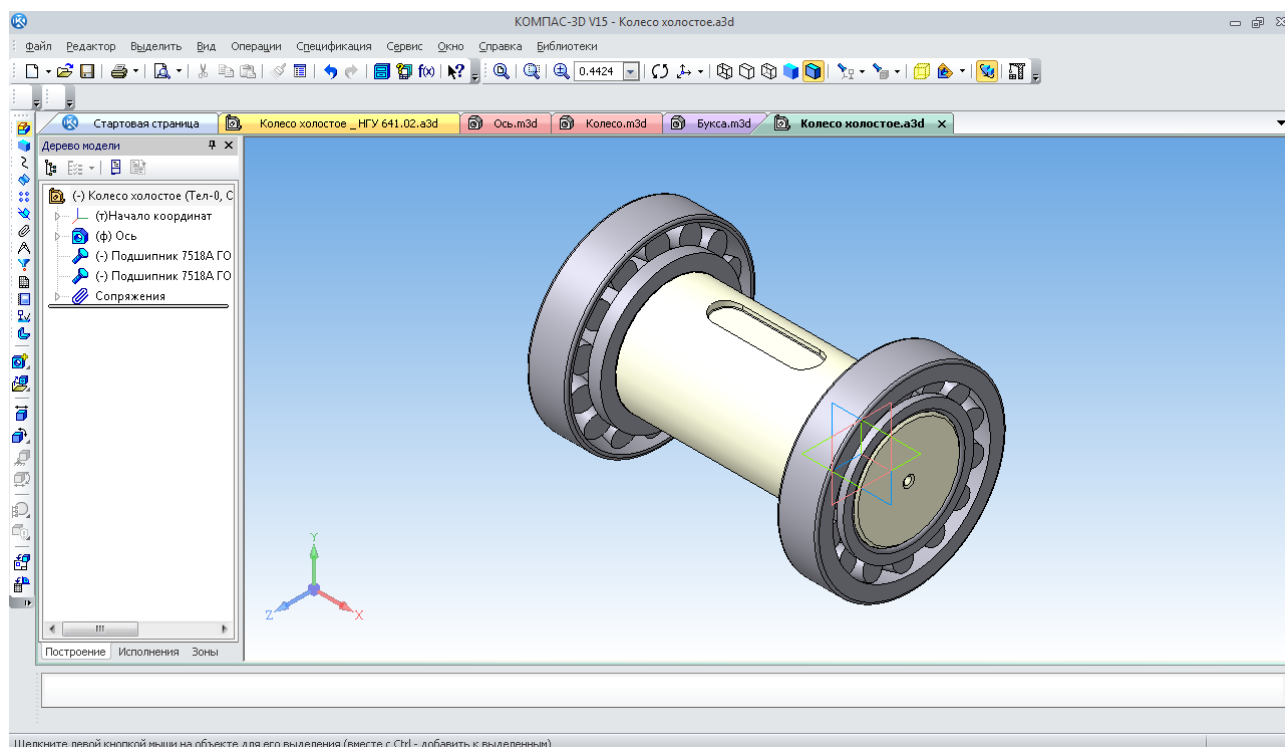 КОМПАС-3D V15 - Колесо холостое.a3d
Файл Редактор Выделить Вид Операции Спецификация Сервис Окно Справка Библиотеки
0.4424
f(x)
Стартовая страница Колесо холостое _ НГУ 641.02.a3d Ось.m3d Колесо.m3d Букса.m3d Колесо холостое.a3d
Дерево модели
(-) Колесо холостое (Тел-0, С
(т)Начало координат
(ф) Ось
(-) Подшипник 7518А ГО
(-) Подшипник 7518А ГО
Сопряжения
Y
Z
X
Построение Исполнения Зоны
Щелкните левой кнопкой мыши на объекте для его выделения (вместе с Ctrl - добавить к выделенным)